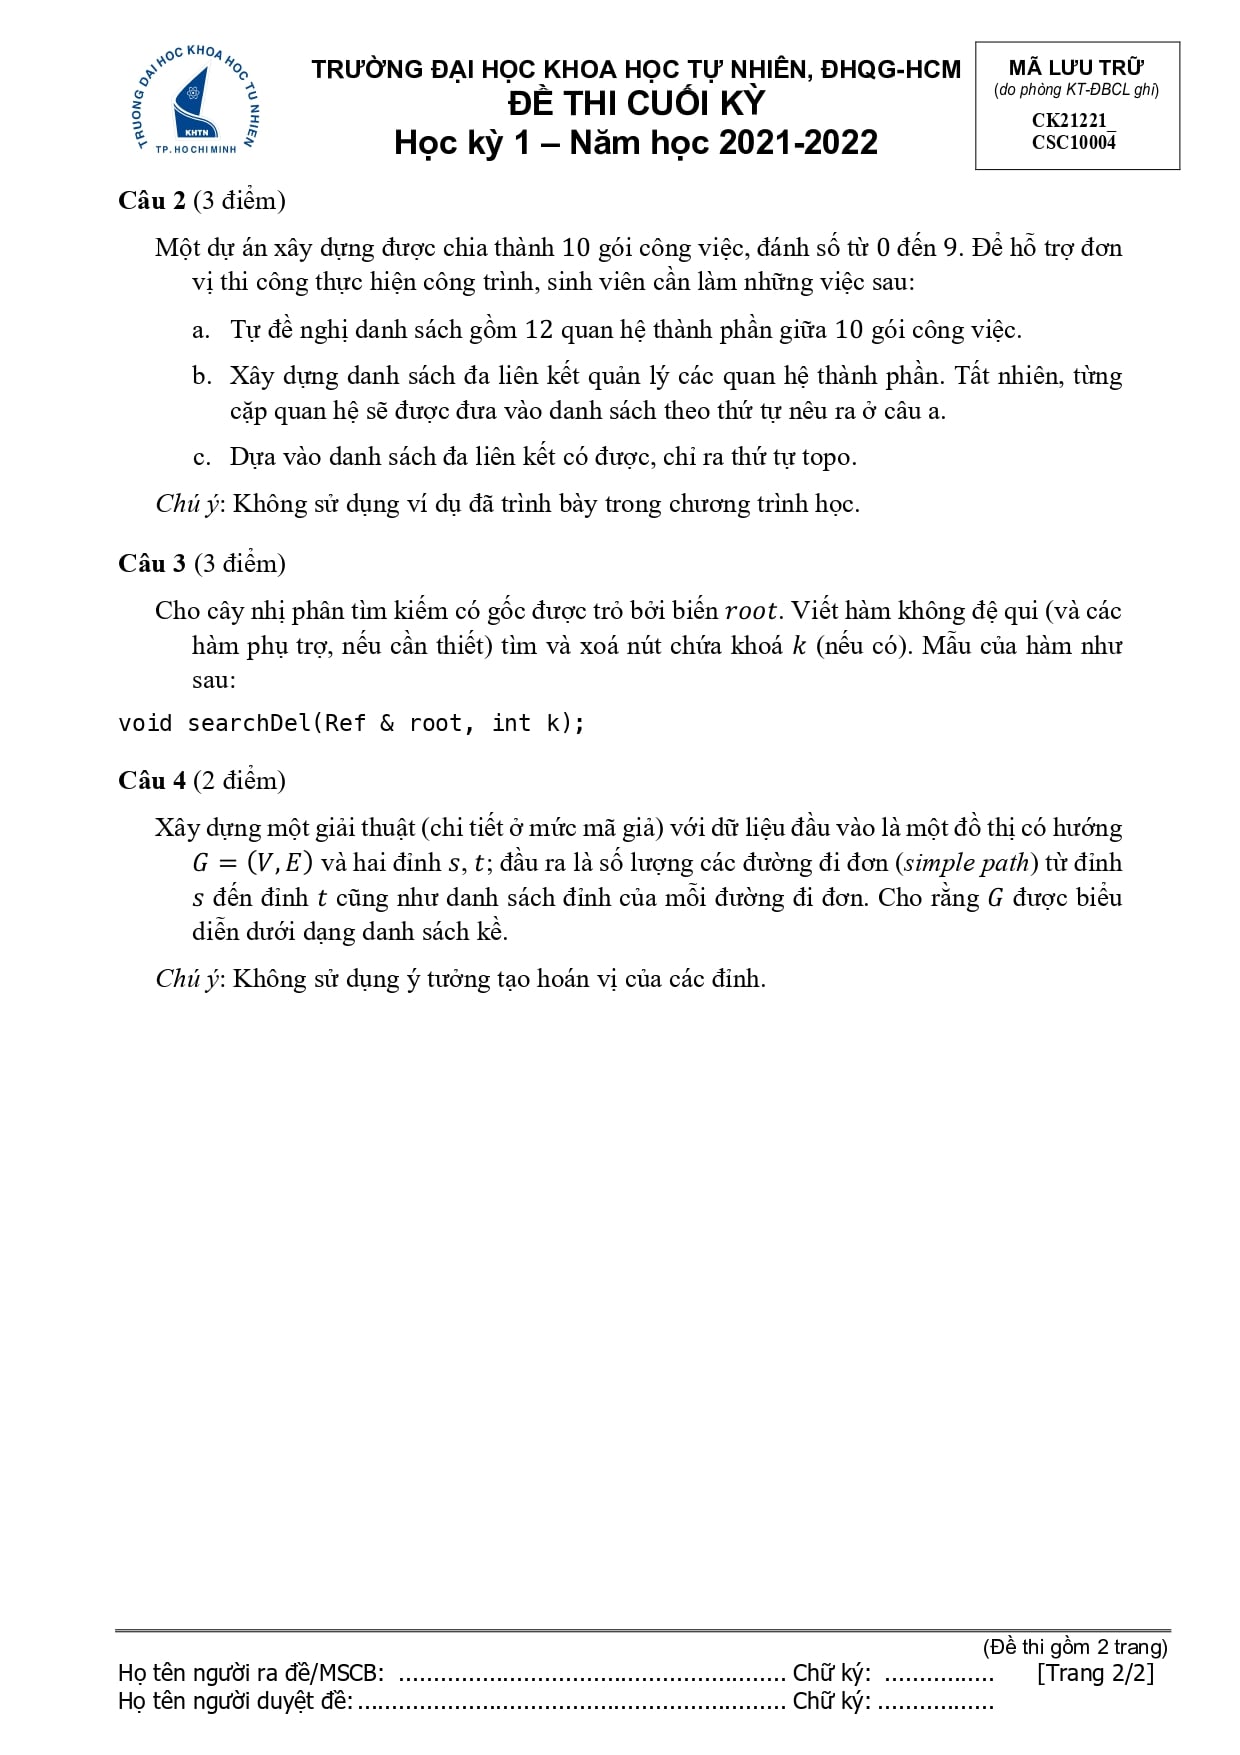 TRƯỜNG ĐẠI HỌC KHOA HỌC TỰ NHIÊN
KHTN
TP. HO CHI MINH
TRƯỜNG ĐẠI HỌC KHOA HỌC TỰ NHIÊN, ĐHQG-HCM
ĐỀ THI CUỐI KỲ
Học kỳ 1 – Năm học 2021-2022
MÃ LƯU TRỮ
(do phòng KT-ĐBCL ghi)
CK21221_
CSC10004
Câu 2 (3 điểm)
Một dự án xây dựng được chia thành 10 gói công việc, đánh số từ 0 đến 9. Để hỗ trợ đơn
vị thi công thực hiện công trình, sinh viên cần làm những việc sau:
a. Tự đề nghị danh sách gồm 12 quan hệ thành phần giữa 10 gói công việc.
b. Xây dựng danh sách đa liên kết quản lý các quan hệ thành phần. Tất nhiên, từng
cặp quan hệ sẽ được đưa vào danh sách theo thứ tự nêu ra ở câu a.
c. Dựa vào danh sách đa liên kết có được, chỉ ra thứ tự topo.
Chú ý: Không sử dụng ví dụ đã trình bày trong chương trình học.
Câu 3 (3 điểm)
Cho cây nhị phân tìm kiếm có gốc được trỏ bởi biến root. Viết hàm không đệ qui (và các
hàm phụ trợ, nếu cần thiết) tìm và xoá nút chứa khoá k (nếu có). Mẫu của hàm như
sau:
void searchDel(Ref & root, int k);
Câu 4 (2 điểm)
Xây dựng một giải thuật (chi tiết ở mức mã giả) với dữ liệu đầu vào là một đồ thị có hướng
G = (V, E) và hai đỉnh s, t; đầu ra là số lượng các đường đi đơn (simple path) từ đỉnh
s đến đỉnh t cũng như danh sách đỉnh của mỗi đường đi đơn. Cho rằng G được biểu
diễn dưới dạng danh sách kề.
Chú ý: Không sử dụng ý tưởng tạo hoán vị của các đỉnh.
(Đề thi gồm 2 trang)
Họ tên người ra đề/MSCB: ........................................................ Chữ ký: ................ [Trang 2/2]
Họ tên người duyệt đề: .............................................................. Chữ ký: .................